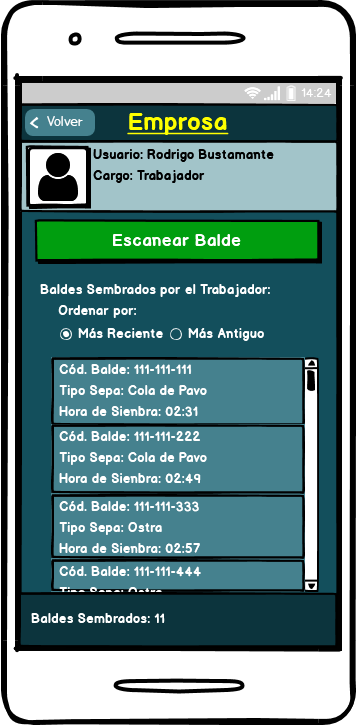 14:24
Volver
Emprosa
Usuario: Rodrigo Bustamante
Cargo: Trabajador
Escanear Balde
Baldes Sembrados por el Trabajador:
Ordenar por:
Más Reciente Más Antiguo
Cód. Balde: 111-111-111
Tipo Sepa: Cola de Pavo
Hora de Sienbra: 02:31
Cód. Balde: 111-111-222
Tipo Sepa: Cola de Pavo
Hora de Sienbra: 02:49
Cód. Balde: 111-111-333
Tipo Sepa: Ostra
Hora de Sienbra: 02:57
Cód. Balde: 111-111-444
Tipo Sepa: Ostra
Baldes Sembrados: 11